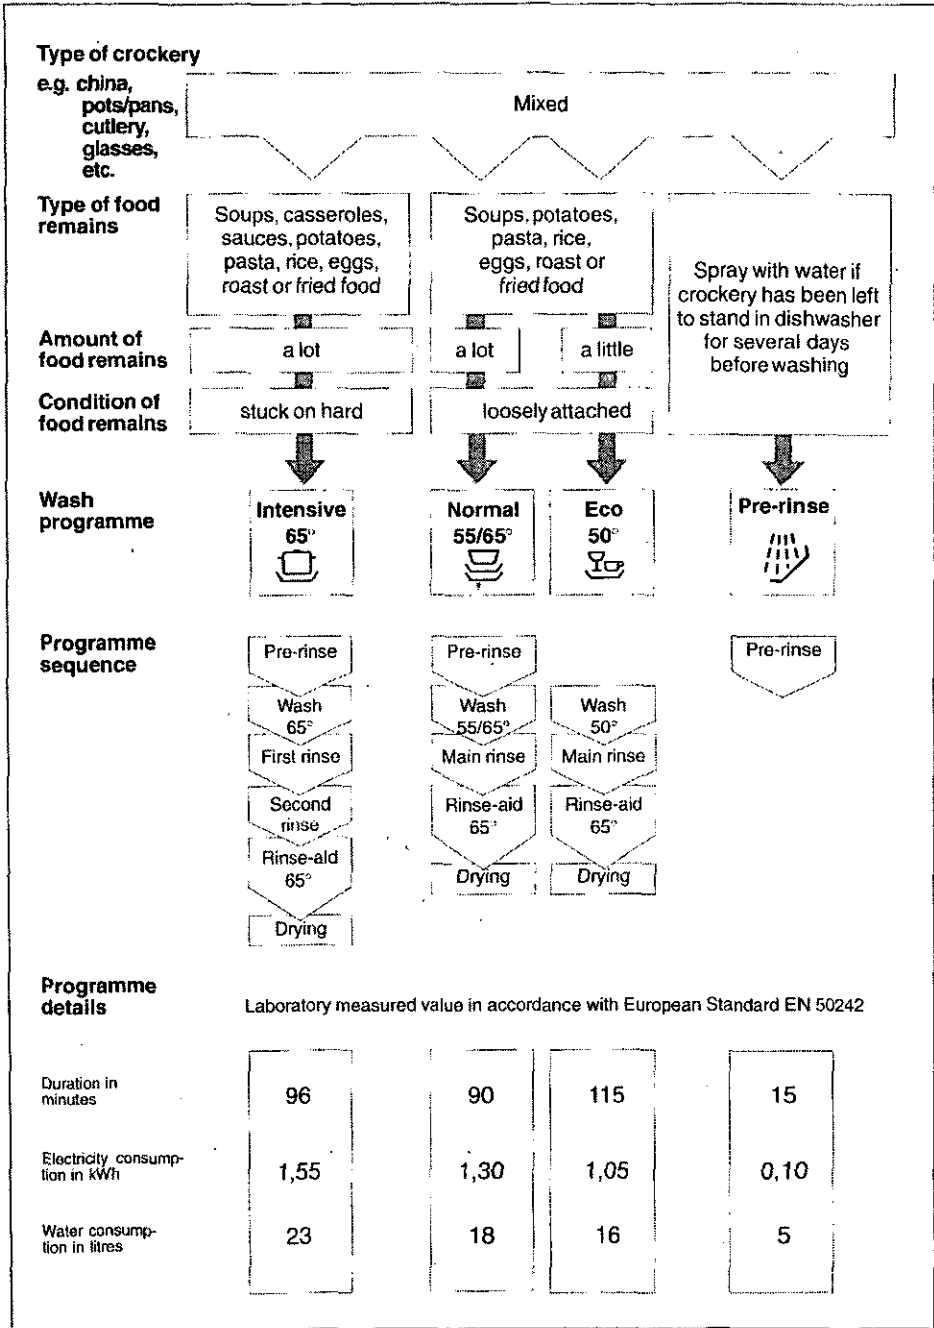 Type of crockery
e.g. china,
pots/pans,
cutlery,
glasses,
etc.
Mixed
Type of food
remains
Soups, casseroles,
sauces, potatoes,
pasta, rice, eggs,
roast or fried food
Soups, potatoes,
pasta, rice,
eggs, roast or
fried food
Spray with water if
crockery has been left
to stand in dishwasher
for several days
before washing
Amount of
food remains
a lot
a lot
a little
Condition of
food remains
stuck on hard
loosely attached
Wash
programme
Intensive
65°
Normal
55/65°
Eco
50°
Pre-rinse
Programme
sequence
Pre-rinse
Wash
65°
First rinse
Second
rinse
Rinse-aid
65°
Drying
Pre-rinse
Wash
55/65°
Main rinse
Rinse-aid
65°
Drying
Wash
50°
Main rinse
Rinse-aid
65°
Drying
Pre-rinse
Programme
details
Laboratory measured value in accordance with European Standard EN 50242
Duration in
minutes
96 90 115 15
Electricity consump-
tion in kWh
1,55 1,30 1,05 0,10
Water consump-
tion in litres
23 18 16 5